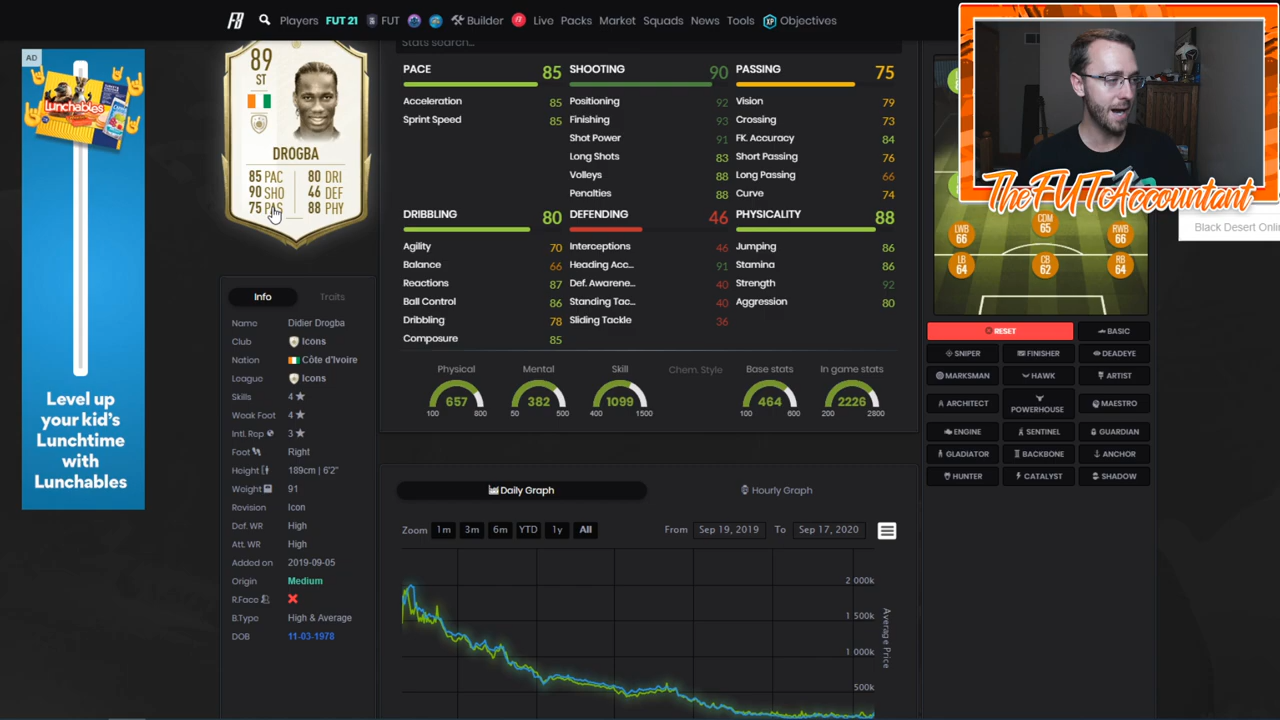 FB Players FUT 21 FUT Builder Live Packs Market Squads News Tools Objectives
AD
Lunchables
Level up
your kid's
Lunchtime
with
Lunchables
89
ST
DROGBA
85 PAC 80 DRI
90 SHO 46 DEF
75 PAS 88 PHY
Info Traits
Name Didier Drogba
Club Icons
Nation Côte d'Ivoire
League Icons
Skills 4★
Weak Foot 4★
Intl. Rep 3★
Foot Right
Height 189cm | 6'2"
Weight 91
Revision Icon
Def. WR High
Att. WR High
Added on 2019-09-05
Origin Medium
R.Face
B.Type High & Average
DOB 11-03-1978
Stats search...
PACE 85
Acceleration 85
Sprint Speed 85
SHOOTING 90
Positioning 92
Finishing 93
Shot Power 91
Long Shots 83
Volleys 88
Penalties 88
PASSING 75
Vision 79
Crossing 73
FK. Accuracy 84
Short Passing 76
Long Passing 66
Curve 74
DRIBBLING 80
Agility 70
Balance 66
Reactions 87
Ball Control 86
Dribbling 78
Composure 85
DEFENDING 46
Interceptions 46
Heading Acc... 91
Def. Awarene... 40
Standing Tac... 40
Sliding Tackle 36
PHYSICALITY 88
Jumping 86
Stamina 86
Strength 92
Aggression 80
Physical Mental Skill Chem. Style Base stats In game stats
657 382 1099 464 2226
100 800 50 500 400 1500 100 600 200 2800
Daily Graph Hourly Graph
Zoom 1m 3m 6m YTD 1y All From Sep 19, 2019 To Sep 17, 2020
2 000k
1 500k
1 000k
500k
Average Price
TheFUTAccountant
Black Desert Onli
LWB
66
CDM
65
RWB
66
LB
64
CB
62
RB
64
RESET BASIC
SNIPER FINISHER DEADEYE
MARKSMAN HAWK ARTIST
ARCHITECT POWERHOUSE MAESTRO
ENGINE SENTINEL GUARDIAN
GLADIATOR BACKBONE ANCHOR
HUNTER CATALYST SHADOW